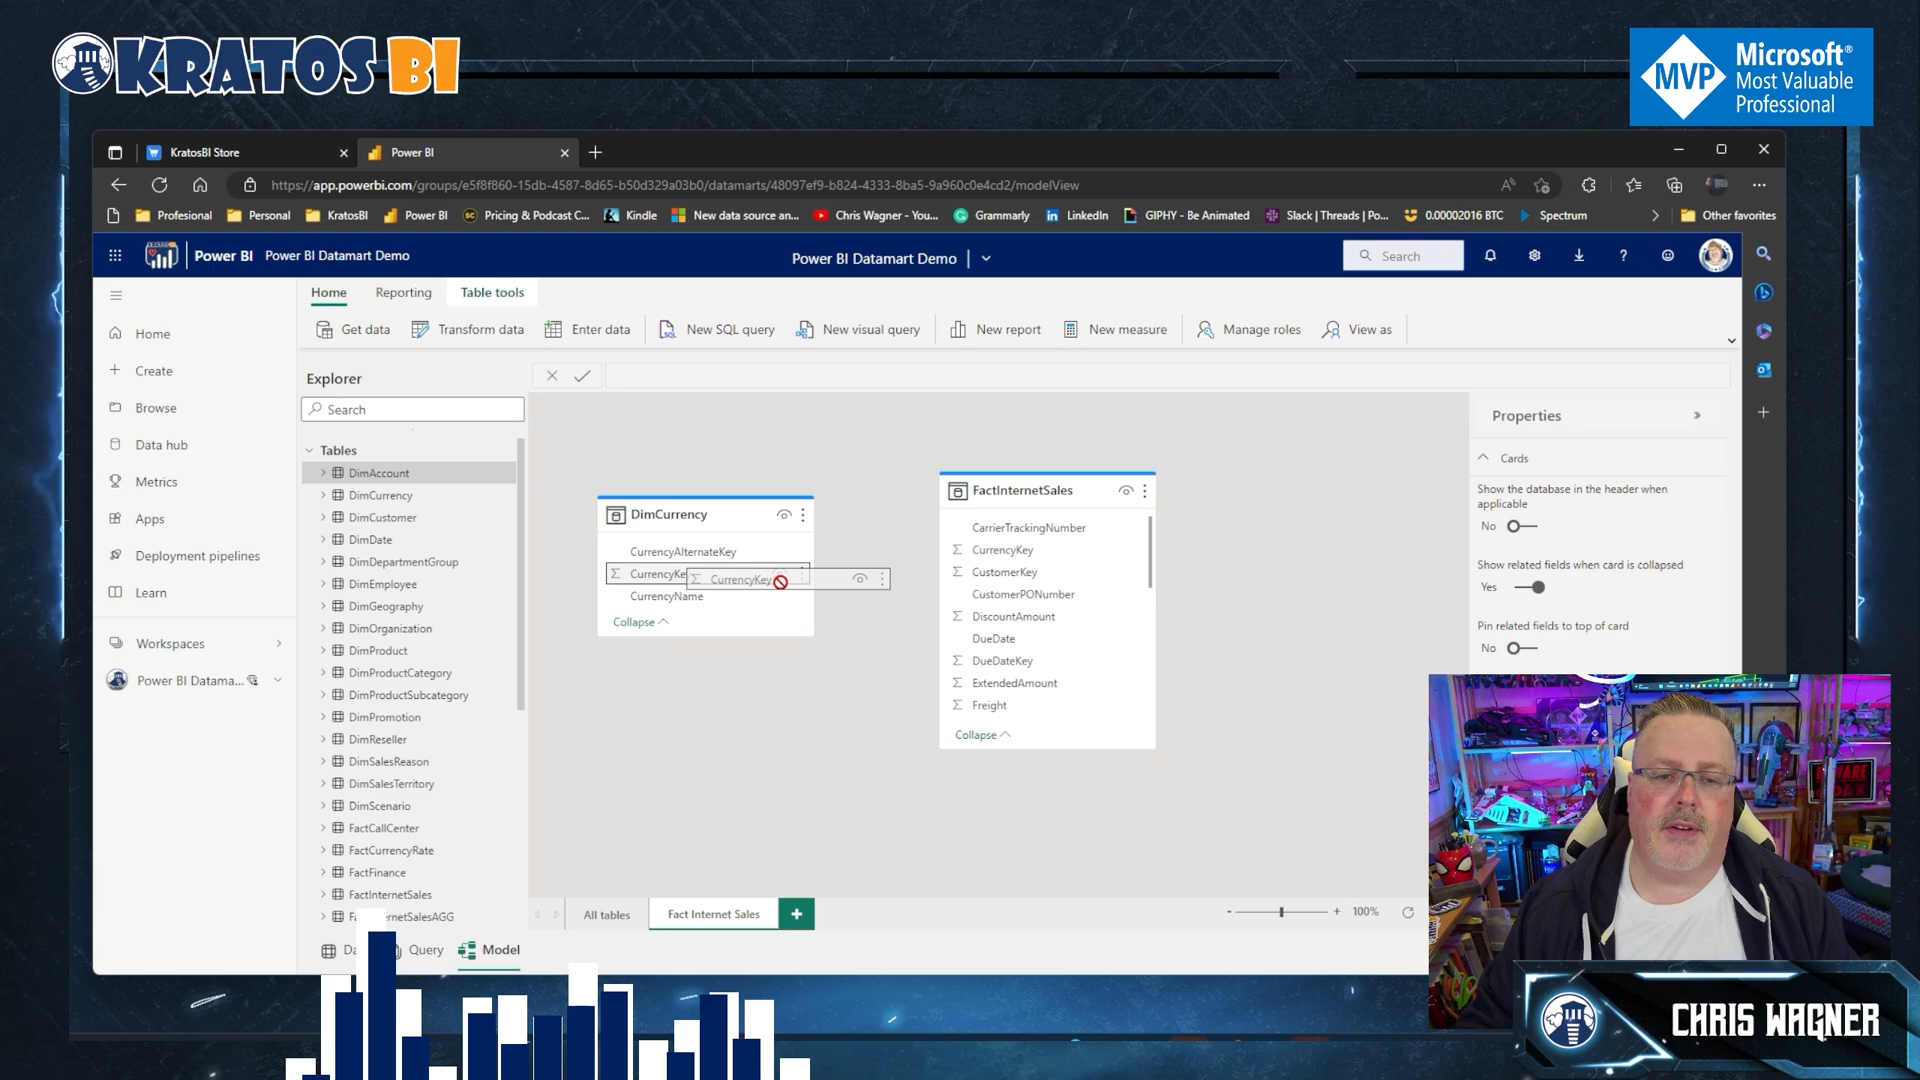 KRATOS BI
MVP
Microsoft®
Most Valuable
Professional
KratosBI Store
Power BI
https://app.powerbi.com/groups/e5f8f860-15db-4587-8d65-b50d329a03b0/datamarts/48097ef9-b824-4333-8ba5-9a960c0e4cd2/modelView
Profesional
Personal
KratosBI
Power BI
Pricing & Podcast C...
Kindle
New data source an...
Chris Wagner - You...
Grammarly
LinkedIn
GIPHY - Be Animated
Slack | Threads | Po...
0.00002016 BTC
Spectrum
Other favorites
Power BI
Power BI Datamart Demo
Power BI Datamart Demo
Search
Home
Reporting
Table tools
Get data
Transform data
Enter data
New SQL query
New visual query
New report
New measure
Manage roles
View as
Home
Create
Browse
Data hub
Metrics
Apps
Deployment pipelines
Learn
Workspaces
Power BI Datama...
Explorer
Search
Tables
DimAccount
DimCurrency
DimCustomer
DimDate
DimDepartmentGroup
DimEmployee
DimGeography
DimOrganization
DimProduct
DimProductCategory
DimProductSubcategory
DimPromotion
DimReseller
DimSalesReason
DimSalesTerritory
DimScenario
FactCallCenter
FactCurrencyRate
FactFinance
FactInternetSales
DimCurrency
CurrencyAlternateKey
CurrencyKe
CurrencyKey
CurrencyName
Collapse
FactInternetSales
CarrierTrackingNumber
CurrencyKey
CustomerKey
CustomerPONumber
DiscountAmount
DueDate
DueDateKey
ExtendedAmount
Freight
Collapse
Properties
Cards
Show the database in the header when
applicable
No
Show related fields when card is collapsed
Yes
Pin related fields to top of card
No
All tables
Fact Internet Sales
100%
Query
Model
CHRIS WAGNER